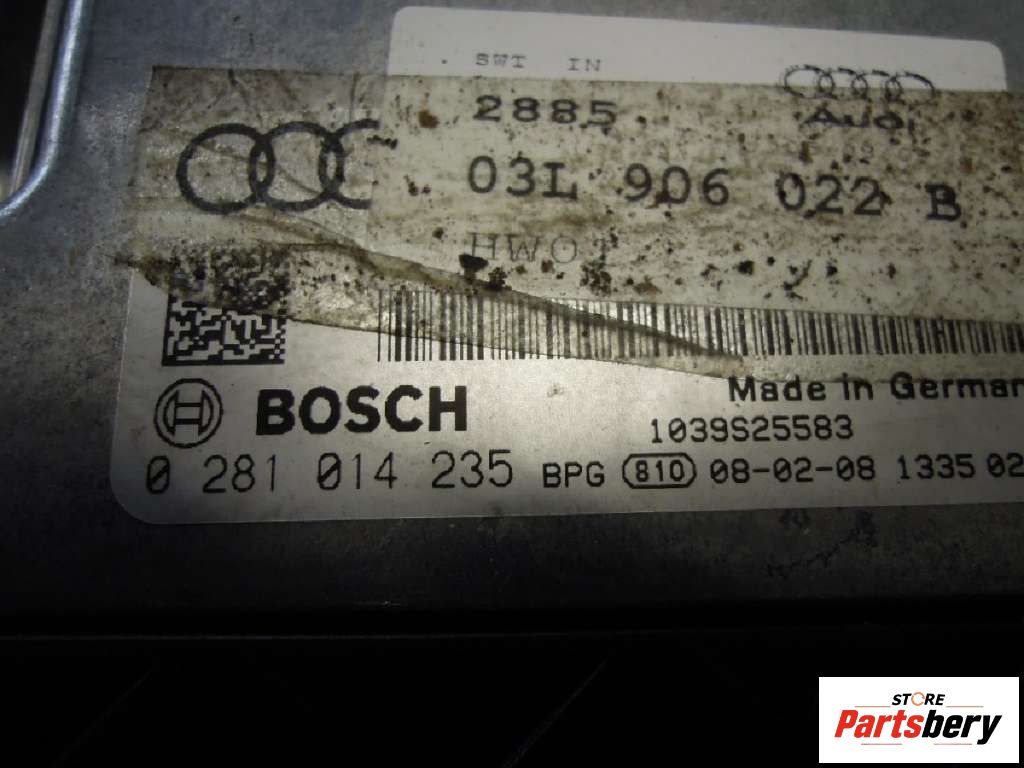 SWT IN
2885
Audi
03L 906 022 B
HW01
Made in German
BOSCH
1039S25583
0 281 014 235 BPG 810 08-02-08 1335 02
STORE
Partsbery